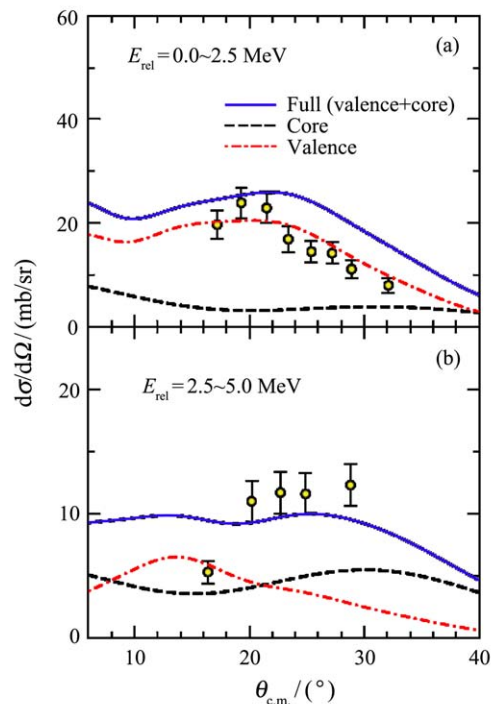 (a)
E_rel = 0.0~2.5 MeV
Full (valence+core)
Core
Valence
60
40
20
0
(b)
E_rel = 2.5~5.0 MeV
20
10
0
10 20 30 40
dσ/dΩ/(mb/sr)
θ_c.m./(°)